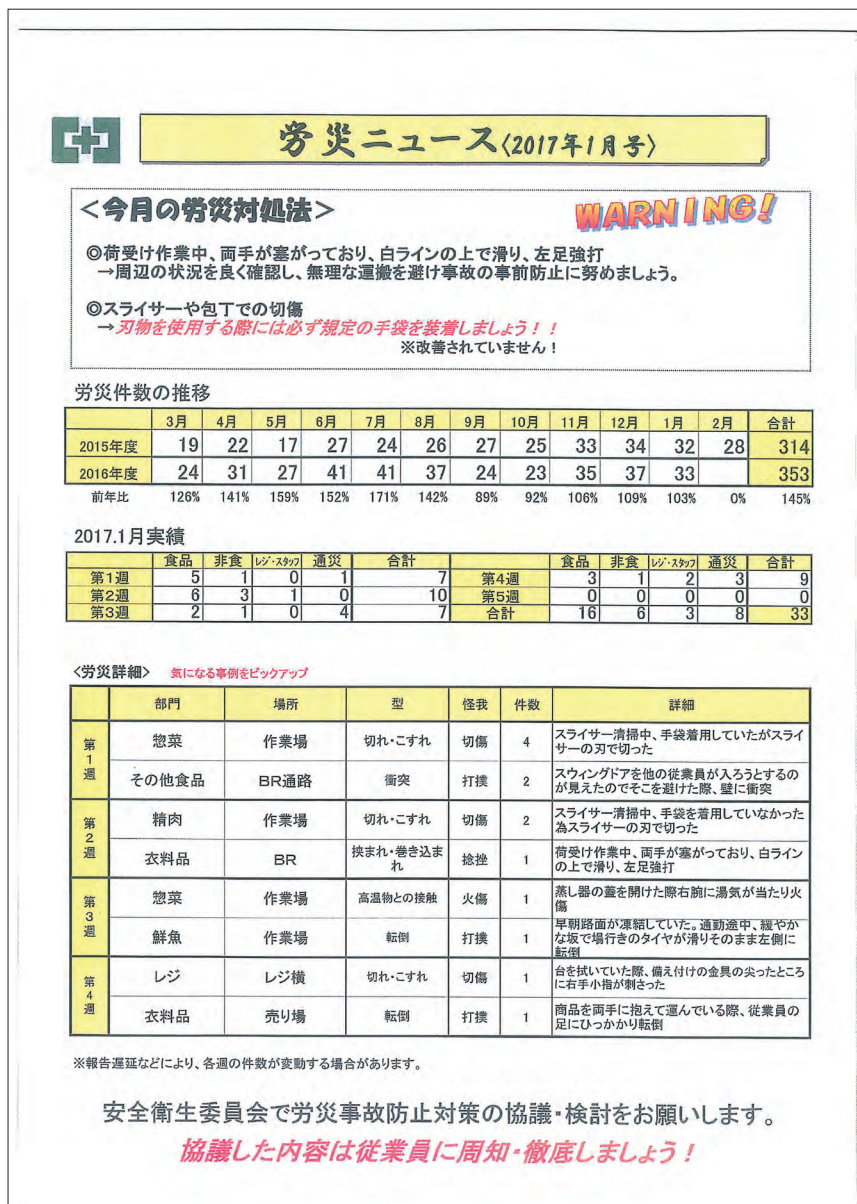 労災ニュース〈2017年1月号〉
＜今月の労災対処法＞
WARNING!
◎荷受け作業中、両手が塞がっており、白ラインの上で滑り、左足強打
→周辺の状況を良く確認し、無理な運搬を避け事故の事前防止に努めましょう。
◎スライサーや包丁での切傷
→刃物を使用する際には必ず規定の手袋を装着しましょう！！
※改善されていません！
労災件数の推移
3月 4月 5月 6月 7月 8月 9月 10月 11月 12月 1月 2月 合計
2015年度 19 22 17 27 24 26 27 25 33 34 32 28 314
2016年度 24 31 27 41 41 37 24 23 35 37 33 353
前年比 126% 141% 159% 152% 171% 142% 89% 92% 106% 109% 103% 0% 145%
2017.1月実績
食品 非食 レジ・スタッフ 通災 合計 食品 非食 レジ・スタッフ 通災 合計
第1週 5 1 0 1 7 第4週 3 1 2 3 9
第2週 6 3 1 0 10 第5週 0 0 0 0 0
第3週 2 1 0 4 7 合計 16 6 3 8 33
〈労災詳細〉 気になる事例をピックアップ
部門 場所 型 怪我 件数 詳細
第1週
惣菜 作業場 切れ・こすれ 切傷 4 スライサー清掃中、手袋着用していたがスライ
サーの刃で切った
その他食品 BR通路 衝突 打撲 2 スウィングドアを他の従業員が入ろうとするの
が見えたのでそこを避けた際、壁に衝突
第2週
精肉 作業場 切れ・こすれ 切傷 2 スライサー清掃中、手袋を着用していなかった
為スライサーの刃で切った
衣料品 BR 挟まれ・巻き込ま
れ 捻挫 1 荷受け作業中、両手が塞がっており、白ライン
の上で滑り、左足強打
第3週
惣菜 作業場 高温物との接触 火傷 1 蒸し器の蓋を開けた際右腕に湯気が当たり火
傷
鮮魚 作業場 転倒 打撲 1 早朝路面が凍結していた。通勤途中、緩やか
な坂で場行きのタイヤが滑りそのまま左側に
転倒
第4週
レジ レジ横 切れ・こすれ 切傷 1 台を拭いていた際、備え付けの金具の尖ったところ
に右手小指が刺さった
衣料品 売り場 転倒 打撲 1 商品を両手に抱えて運んでいる際、従業員の
足にひっかかり転倒
※報告遅延などにより、各週の件数が変動する場合があります。
安全衛生委員会で労災事故防止対策の協議・検討をお願いします。
協議した内容は従業員に周知・徹底しましょう！